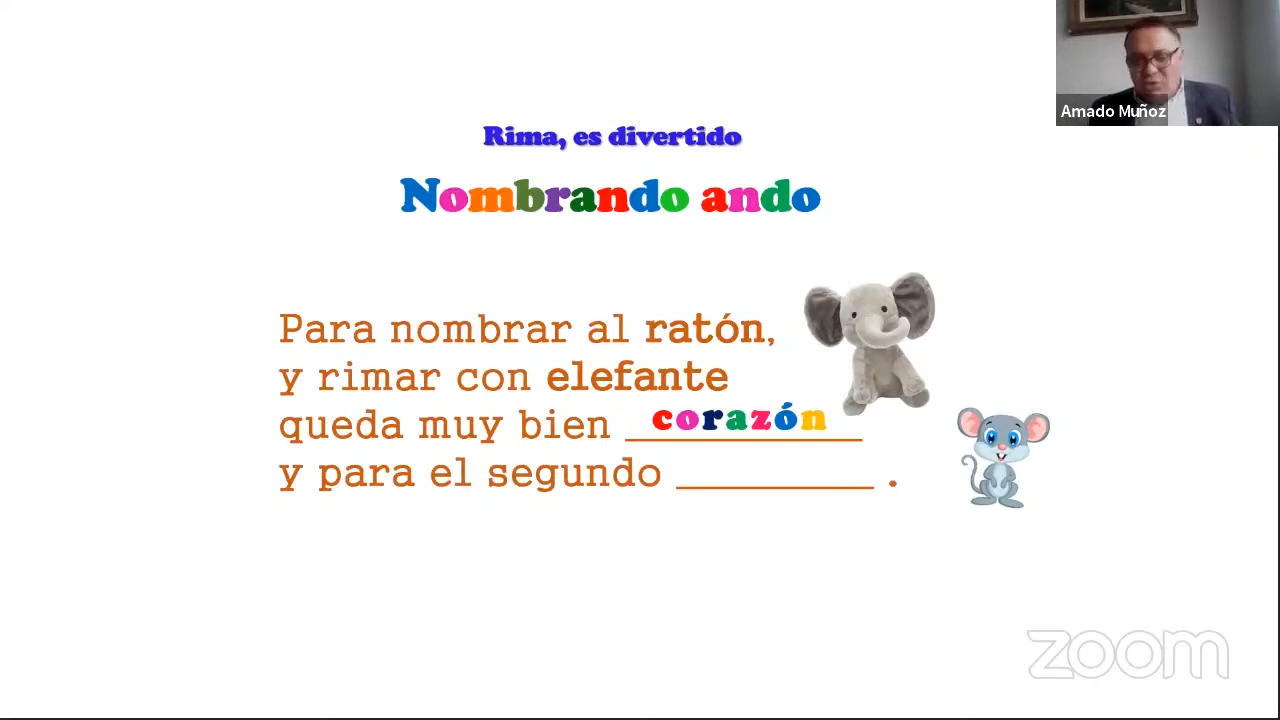 Amado Muñoz
Rima, es divertido
Nombrando ando
Para nombrar al ratón,
y rimar con elefante
queda muy bien corazón
y para el segundo _________ .
zoom